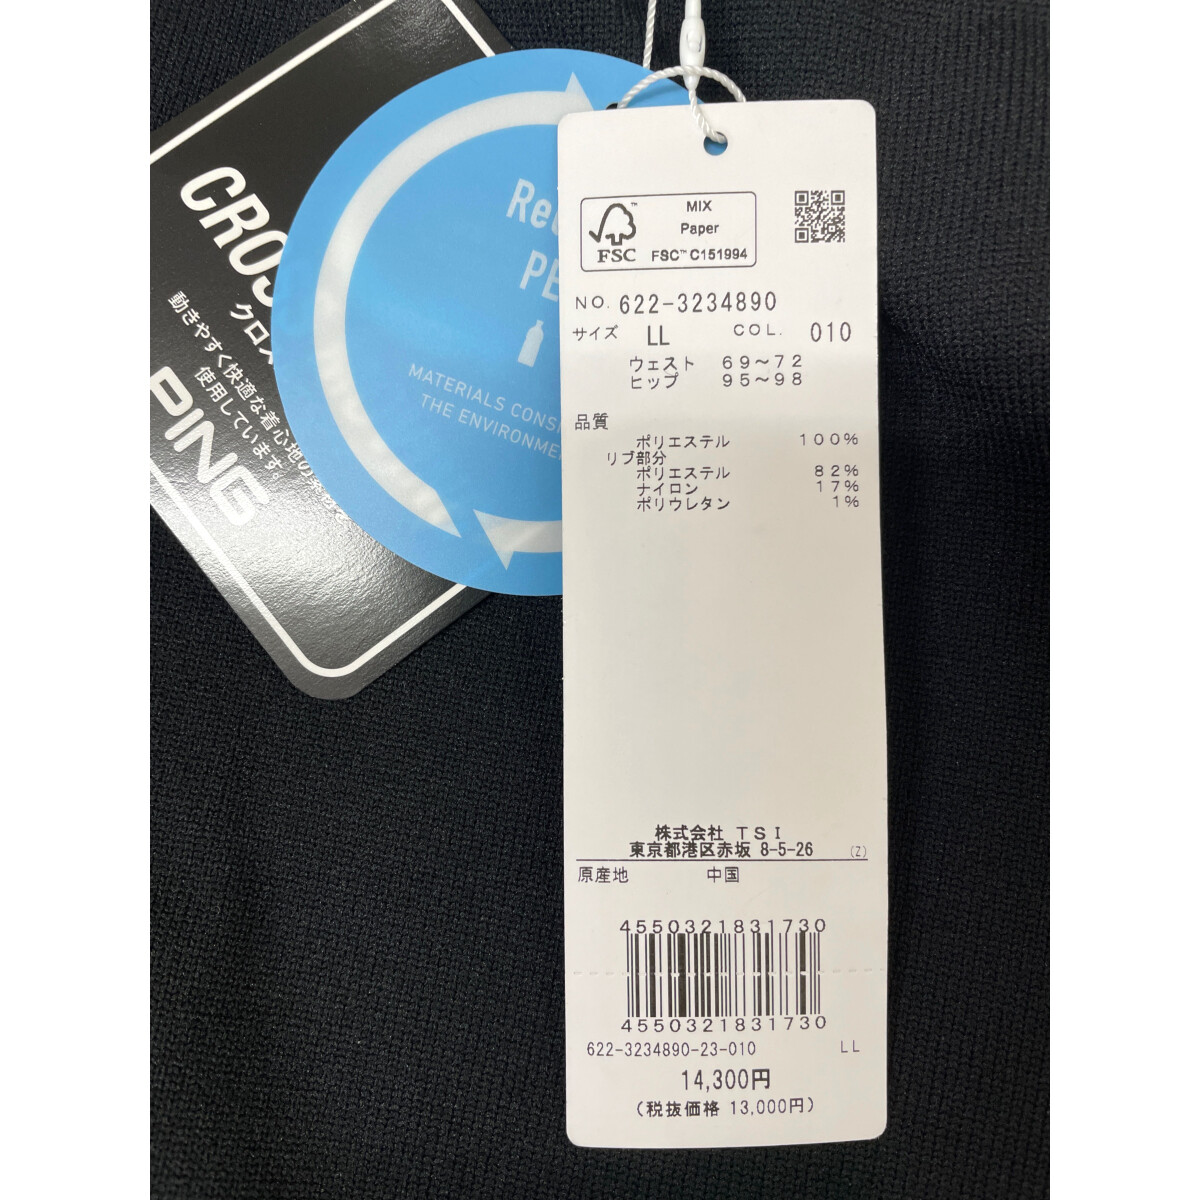 CROS
クロス
動きやすく快適な着心地の
使用しています。
PING
MATERIALS
THE
MIX
Paper
FSC
FSC™ C151994
NO. 622-3234890
サイズ LL COL. 010
ウェスト 69～72
ヒップ 95～98
品質
ポリエステル 100%
リブ部分
ポリエステル 82%
ナイロン 17%
ポリウレタン 1%
株式会社 TSI
東京都港区赤坂 8-5-26 (Z)
原産地 中国
4550321831730
4550321831730
622-3234890-23-010 LL
14,300円
(税抜価格 13,000円)